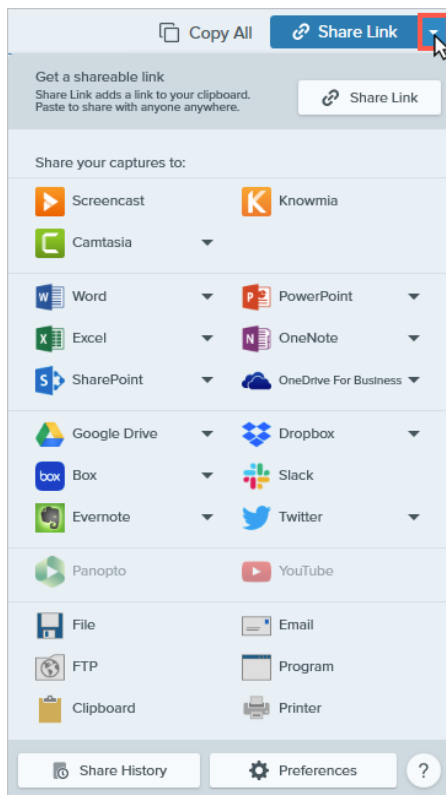 Copy All
Share Link
Get a shareable link
Share Link adds a link to your clipboard.
Paste to share with anyone anywhere.
Share Link
Share your captures to:
Screencast
Knowmia
Camtasia
Word
PowerPoint
Excel
OneNote
SharePoint
OneDrive For Business
Google Drive
Dropbox
box
Box
Slack
Evernote
Twitter
Panopto
YouTube
File
Email
FTP
Program
Clipboard
Printer
Share History
Preferences
?